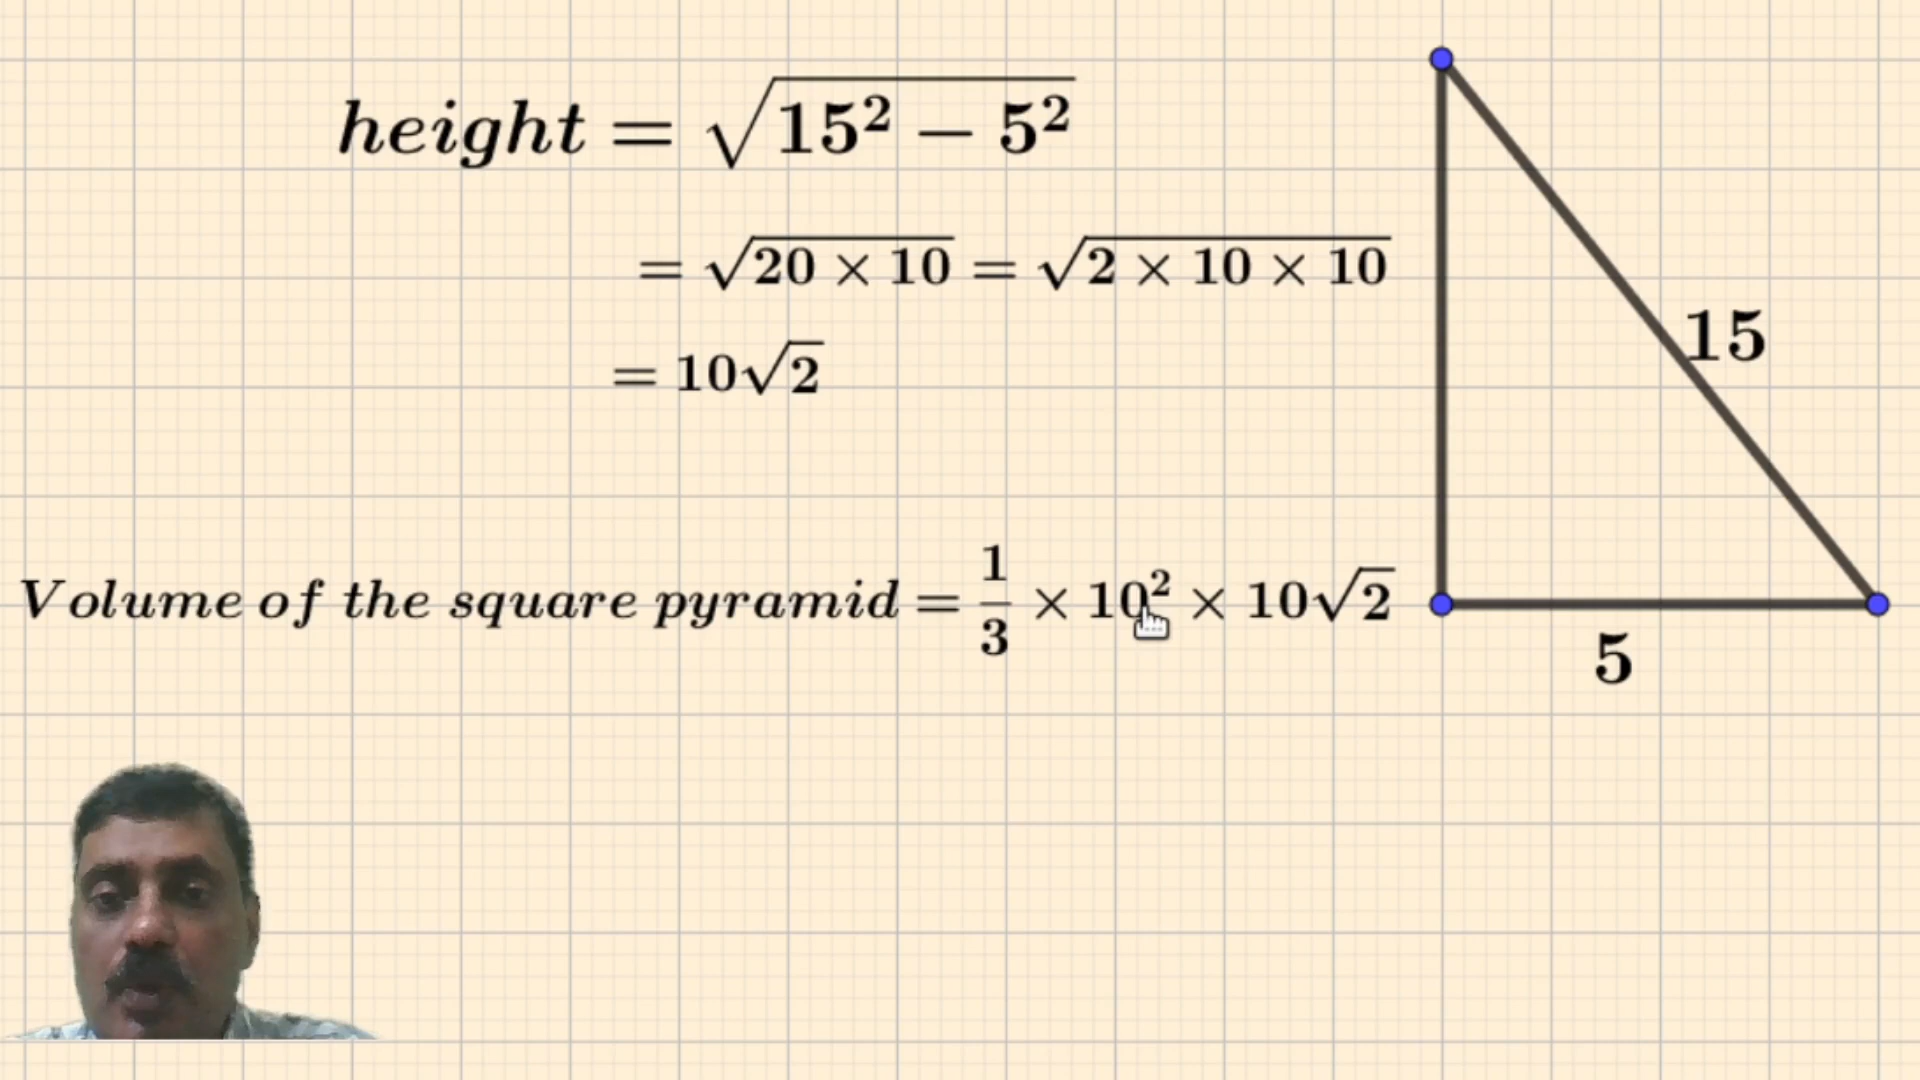 height = √(15² − 5²)
= √(20 × 10) = √(2 × 10 × 10)
= 10√2
15
Volume of the square pyramid = 1/3 × 10² × 10√2
5